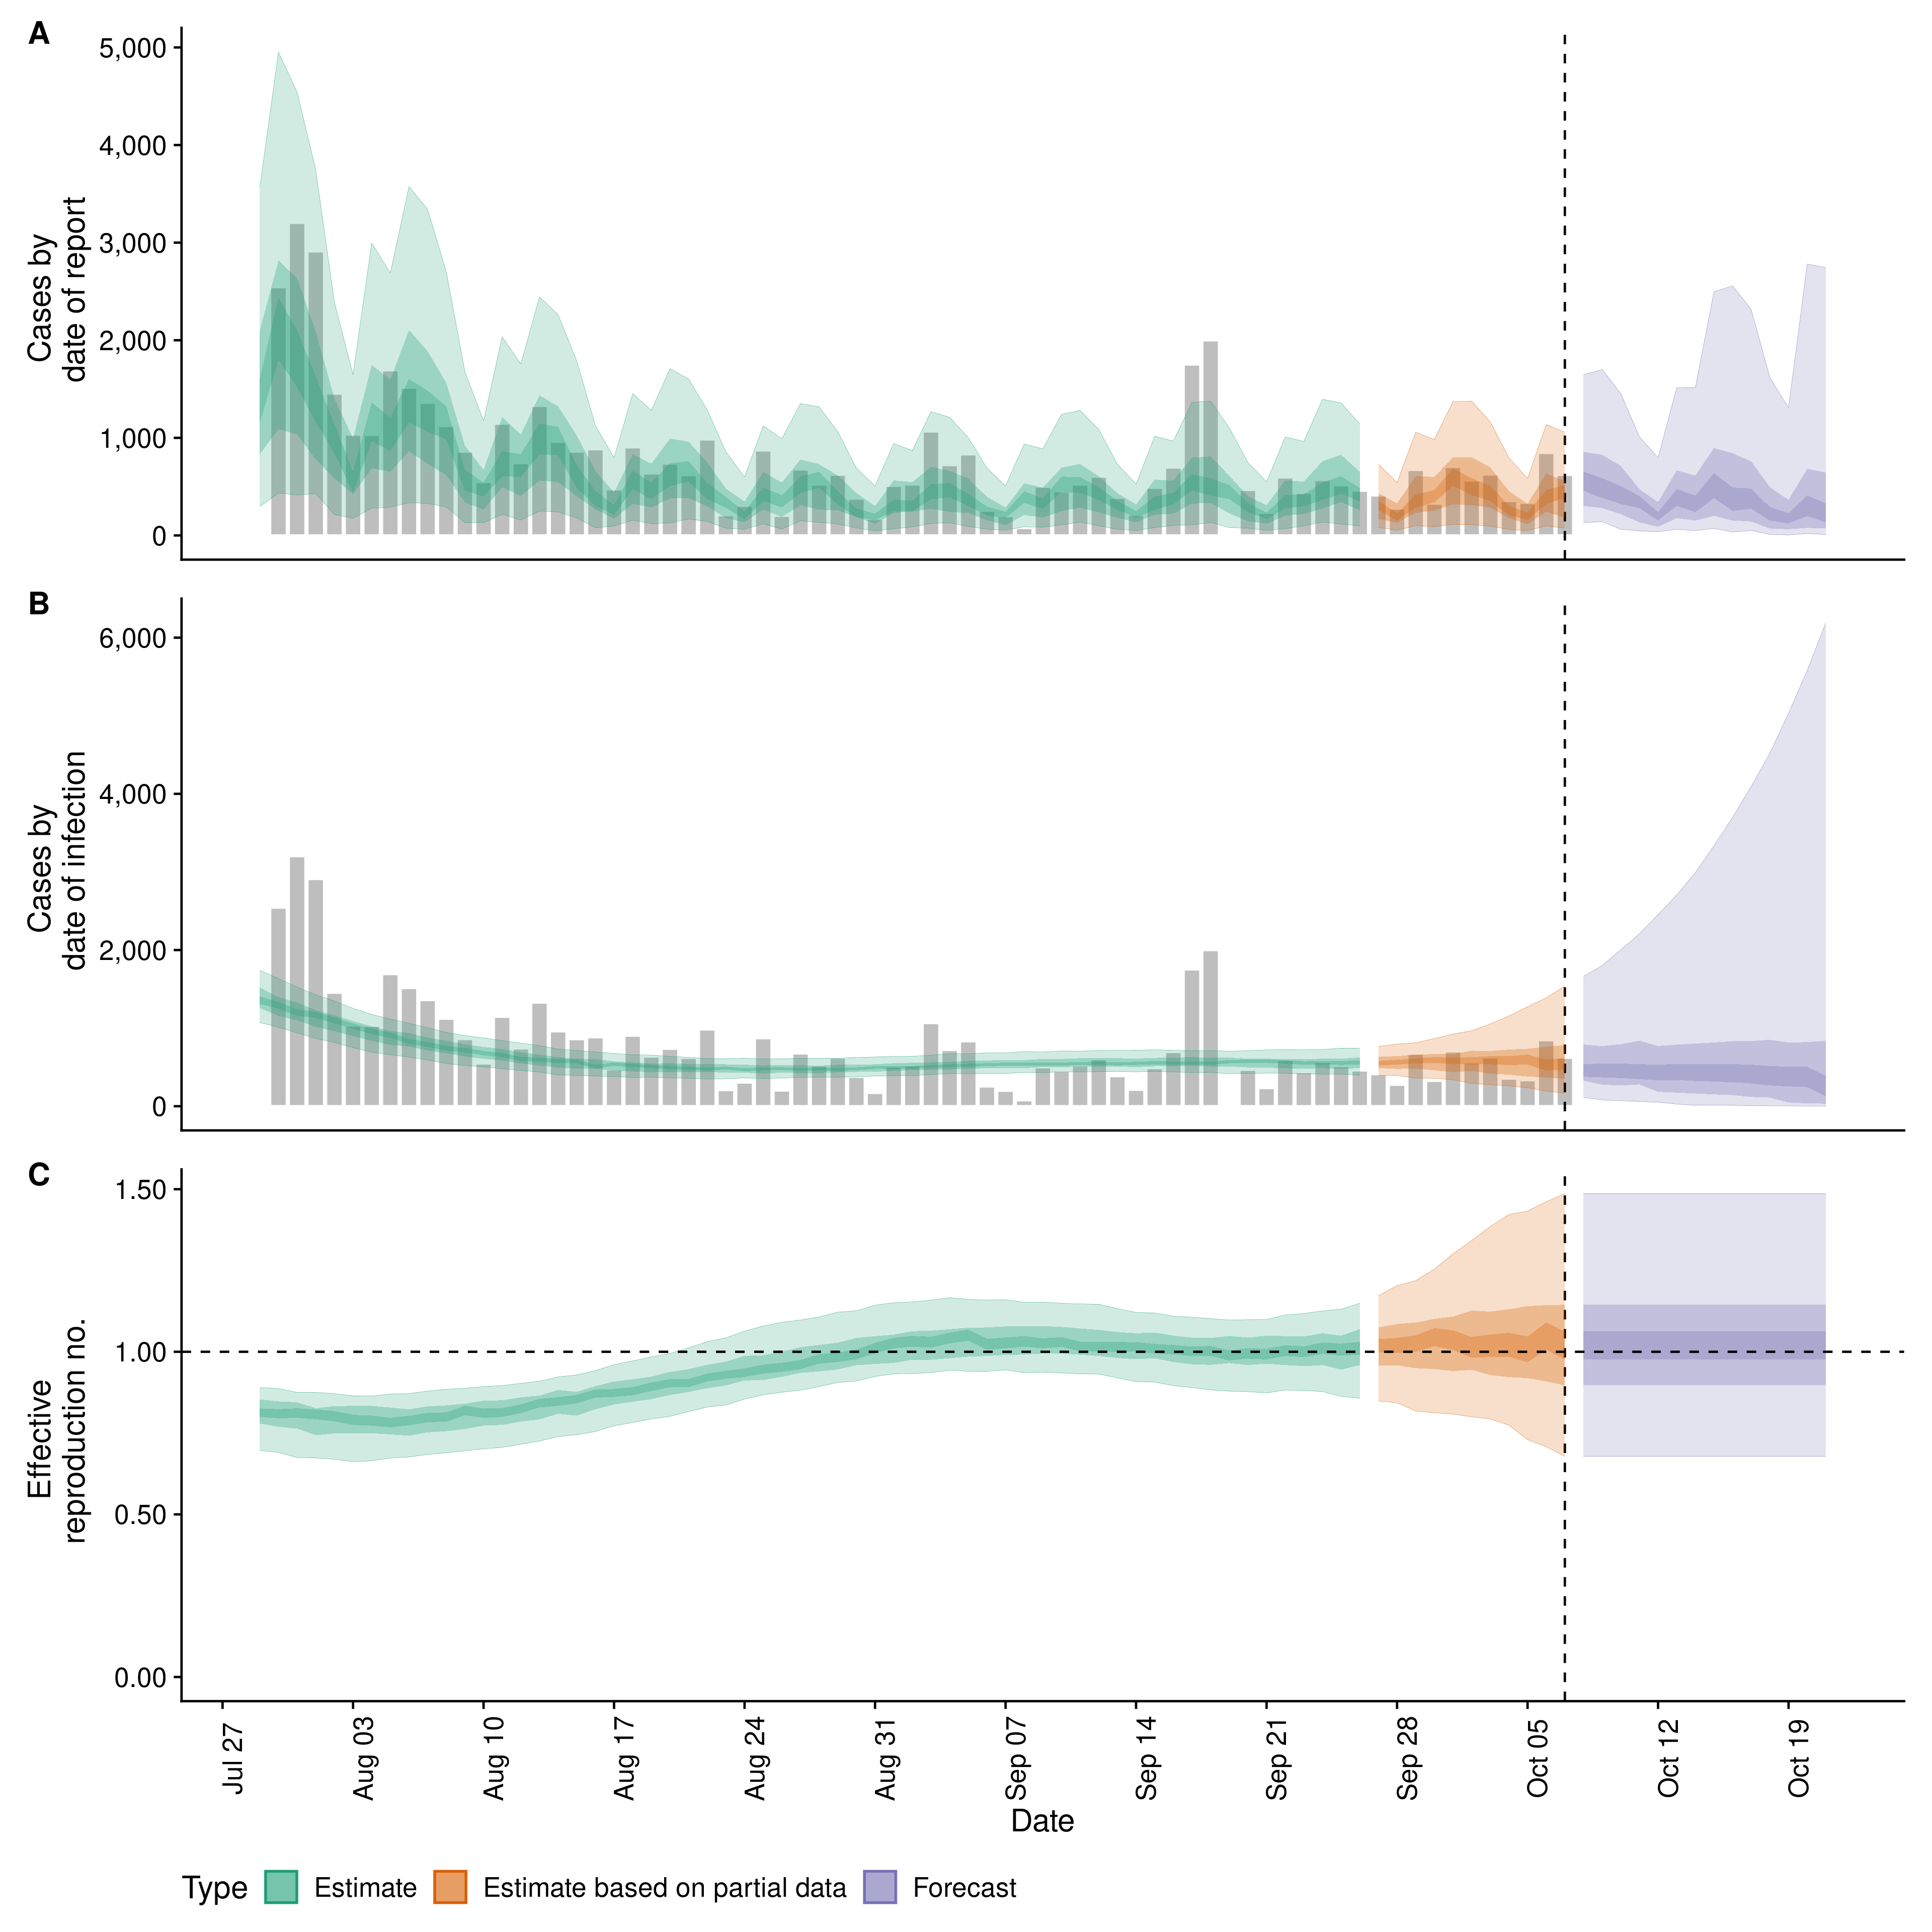 A
Cases by
date of report
5,000
4,000
3,000
2,000
1,000
0
B
Cases by
date of infection
6,000
4,000
2,000
0
C
Effective
reproduction no.
1.50
1.00
0.50
0.00
Jul 27
Aug 03
Aug 10
Aug 17
Aug 24
Aug 31
Sep 07
Sep 14
Sep 21
Sep 28
Oct 05
Oct 12
Oct 19
Date
Type Estimate Estimate based on partial data Forecast